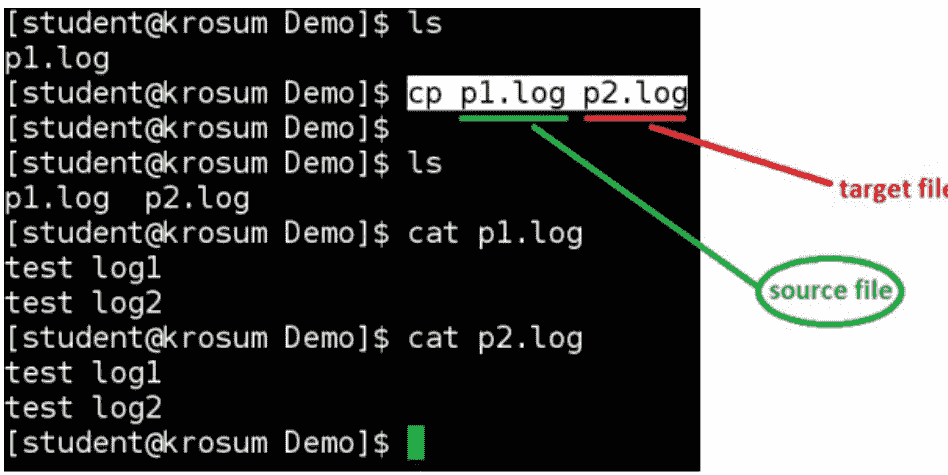 [student@krosum Demo]$ ls
p1.log
[student@krosum Demo]$ cp p1.log p2.log
[student@krosum Demo]$
[student@krosum Demo]$ ls
p1.log  p2.log
[student@krosum Demo]$ cat p1.log
test log1
test log2
[student@krosum Demo]$ cat p2.log
test log1
test log2
[student@krosum Demo]$
target file
source file